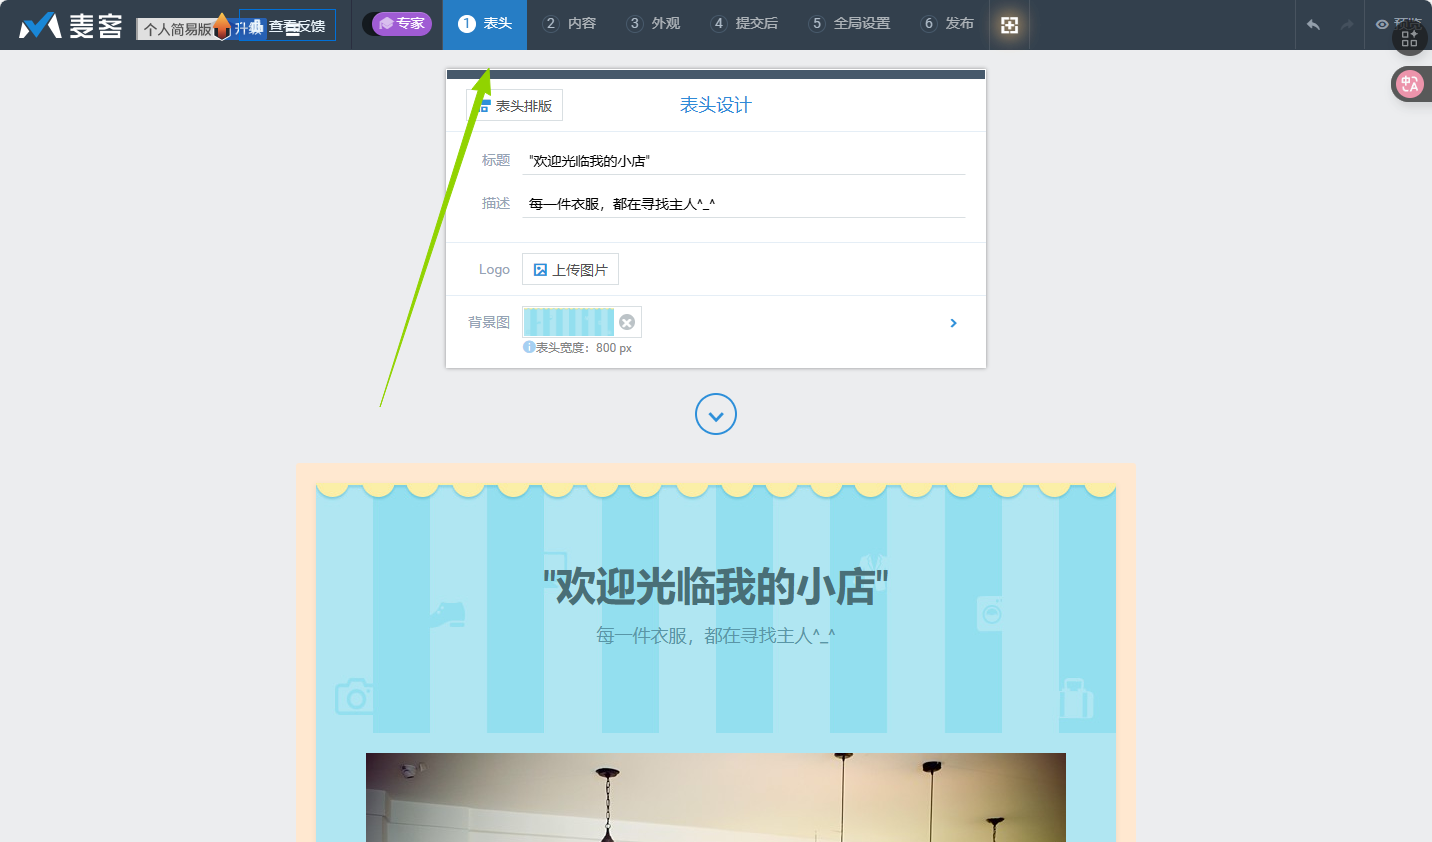 麦客
个人简易版
升级
查看反馈
专家
1 表头
2 内容
3 外观
4 提交后
5 全局设置
6 发布
表头排版
表头设计
标题 "欢迎光临我的小店"
描述 每一件衣服，都在寻找主人^_^
Logo 上传图片
背景图
表头宽度：800 px
"欢迎光临我的小店"
每一件衣服，都在寻找主人^_^